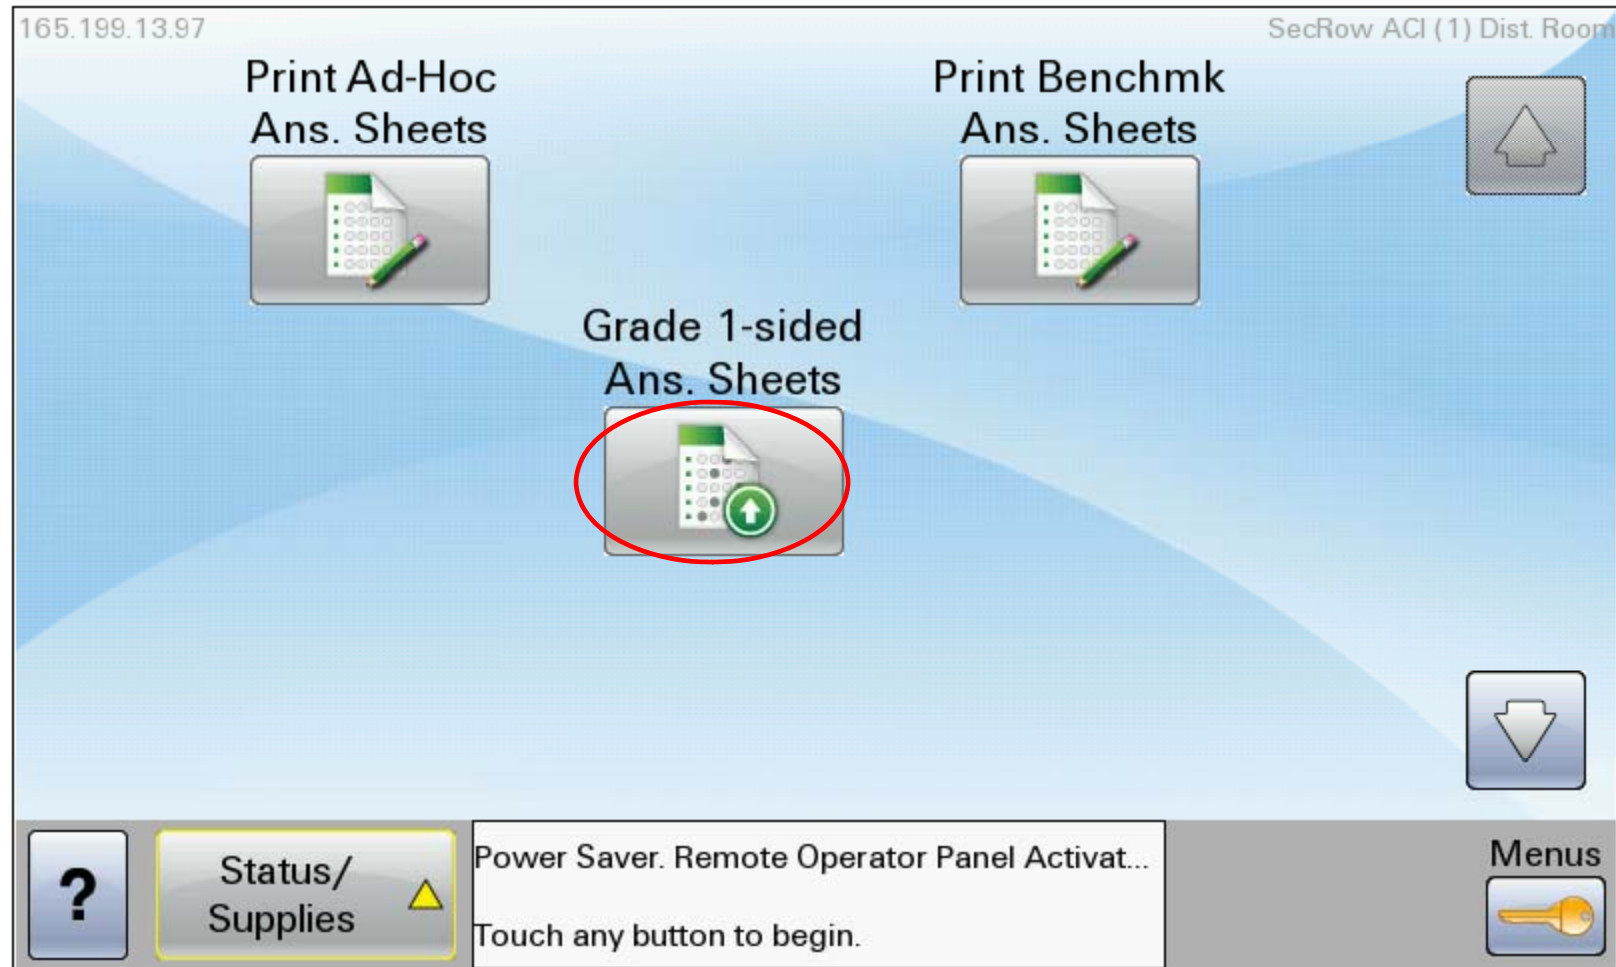 165.199.13.97
SecRow ACI (1) Dist. Room
Print Ad-Hoc
Ans. Sheets
Print Benchmk
Ans. Sheets
Grade 1-sided
Ans. Sheets
?
Status/
Supplies
Power Saver. Remote Operator Panel Activat...
Touch any button to begin.
Menus